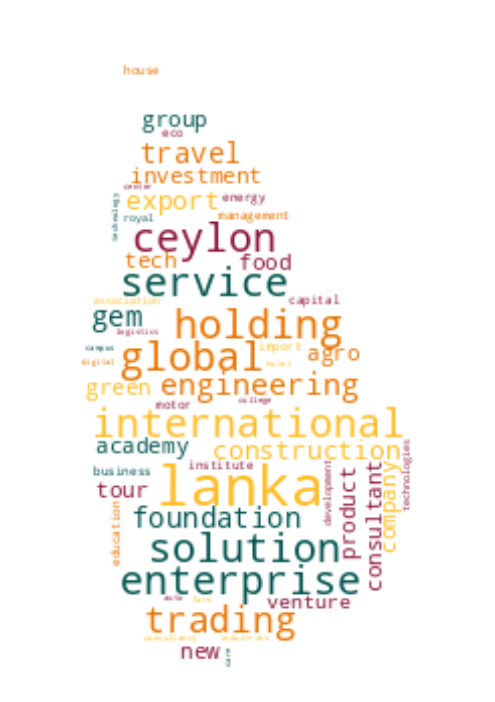 house
group
eco
travel
investment
center
export energy
technology royal management
ceylon
tech food
service
association capital
gem holding
logistics
campus global import agro
digital hotel
green engineering
motor college
international
academy construction
business institute
tour lanka
development product consultant company technologies
education foundation
solution
enterprise
auto farm venture
trading
consultancy industries
new care